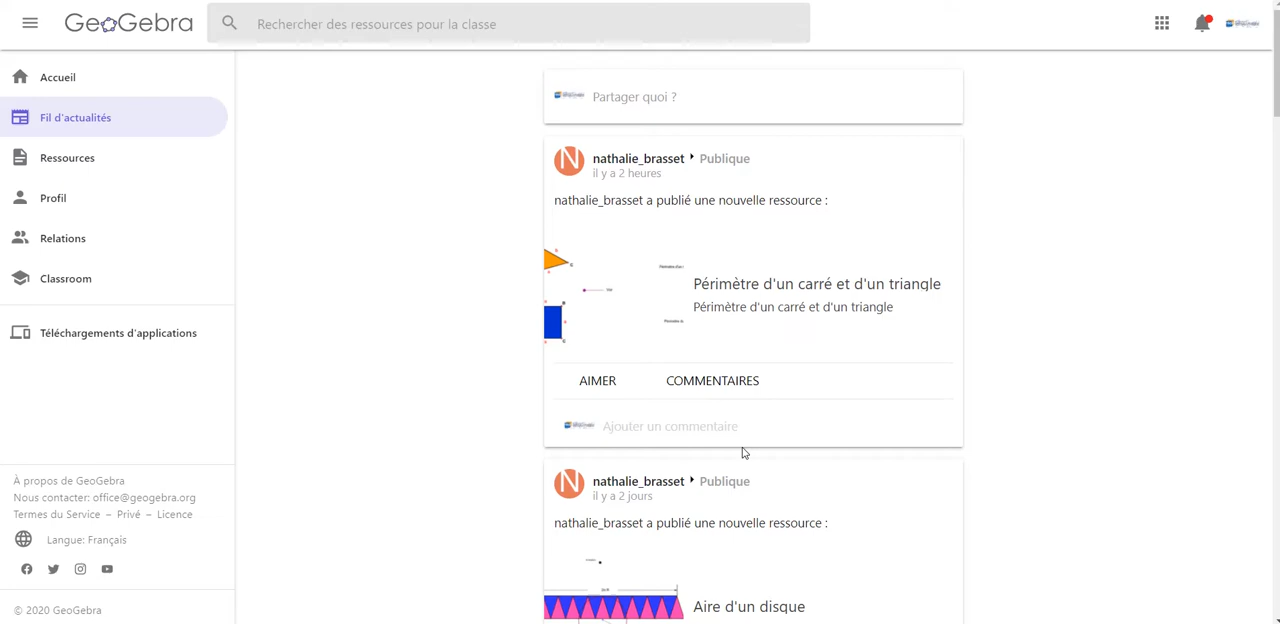 GeoGebra
Rechercher des ressources pour la classe
Accueil
Fil d'actualités
Ressources
Profil
Relations
Classroom
Téléchargements d'applications
À propos de GeoGebra
Nous contacter: office@geogebra.org
Termes du Service – Privé – Licence
Langue: Français
© 2020 GeoGebra
Partager quoi ?
N
nathalie_brasset Publique
il y a 2 heures
nathalie_brasset a publié une nouvelle ressource :
Périmètre d'un carré et d'un triangle
Périmètre d'un carré et d'un triangle
AIMER COMMENTAIRES
Ajouter un commentaire
N
nathalie_brasset Publique
il y a 2 jours
nathalie_brasset a publié une nouvelle ressource :
Aire d'un disque